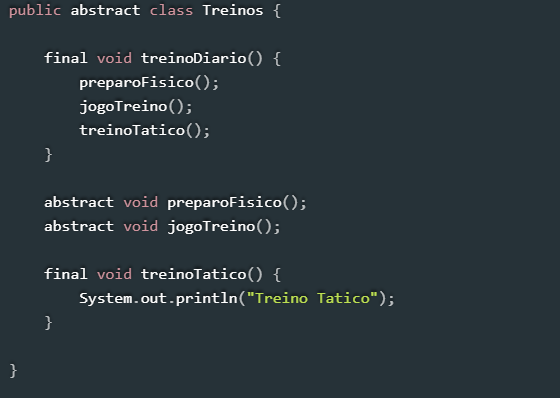 public abstract class Treinos {
final void treinoDiario() {
preparoFisico();
jogoTreino();
treinoTatico();
}
abstract void preparoFisico();
abstract void jogoTreino();
final void treinoTatico() {
System.out.println("Treino Tatico");
}
}